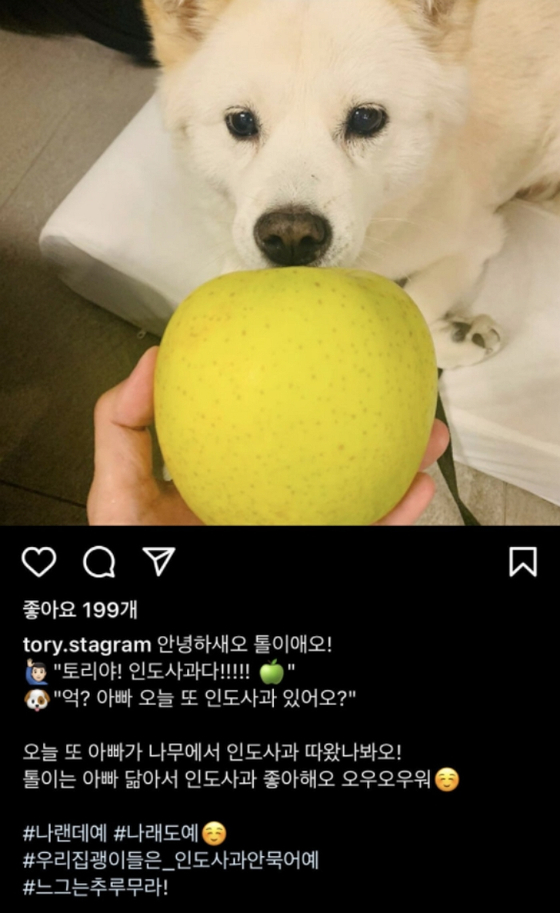 좋아요 199개
tory.stagram 안녕하새오 톨이애오!
🙋🏻‍♂️"토리야! 인도사과다!!!!! 🍏"
🐶"억? 아빠 오늘 또 인도사과 있어오?"
오늘 또 아빠가 나무에서 인도사과 따왔나봐오!
톨이는 아빠 닮아서 인도사과 좋아해오 오우오우워☺️
#나랜데예 #나래도예☺️
#우리집괭이들은_인도사과안묵어예
#느그는추루무라!